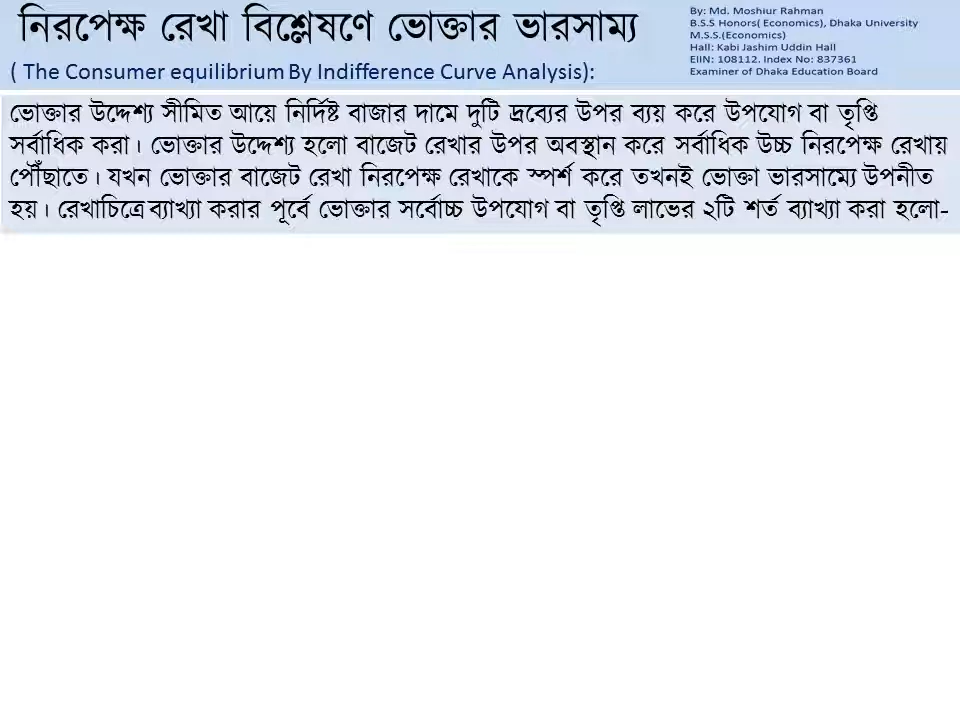 নিরপেক্ষ রেখা বিশ্লেষণে ভোক্তার ভারসাম্য
( The Consumer equilibrium By Indifference Curve Analysis):
By: Md. Moshiur Rahman
B.S.S Honors( Economics), Dhaka University
M.S.S.(Economics)
Hall: Kabi Jashim Uddin Hall
EIIN: 108112. Index No: 837361
Examiner of Dhaka Education Board
ভোক্তার উদ্দেশ্য সীমিত আয়ে নির্দিষ্ট বাজার দামে দুটি দ্রব্যের উপর ব্যয় করে উপযোগ বা তৃপ্তি
সর্বাধিক করা। ভোক্তার উদ্দেশ্য হলো বাজেট রেখার উপর অবস্থান করে সর্বাধিক উচ্চ নিরপেক্ষ রেখায়
পৌঁছাতে। যখন ভোক্তার বাজেট রেখা নিরপেক্ষ রেখাকে স্পর্শ করে তখনই ভোক্তা ভারসাম্যে উপনীত
হয়। রেখাচিত্রে ব্যাখ্যা করার পূর্বে ভোক্তার সর্বোচ্চ উপযোগ বা তৃপ্তি লাভের ২টি শর্ত ব্যাখ্যা করা হলো-